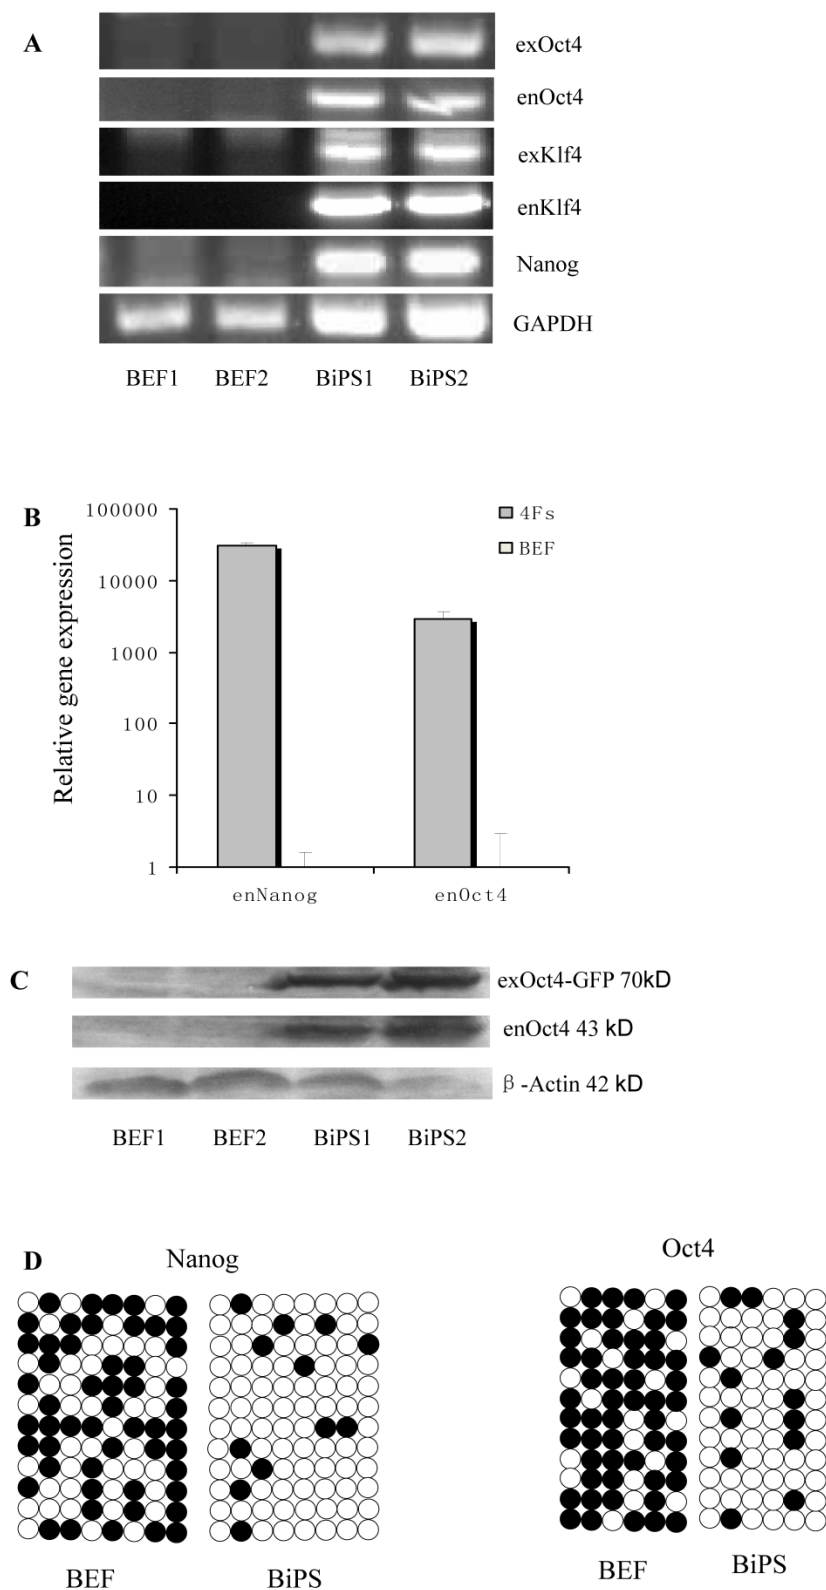 A
exOct4
enOct4
exKlf4
enKlf4
Nanog
GAPDH
BEF1 BEF2 BiPS1 BiPS2
B
100000
10000
1000
100
10
1
Relative gene expression
4Fs
BEF
enNanog enOct4
C
exOct4-GFP 70kD
enOct4 43 kD
β-Actin 42 kD
BEF1 BEF2 BiPS1 BiPS2
D
Nanog
Oct4
BEF BiPS
BEF BiPS